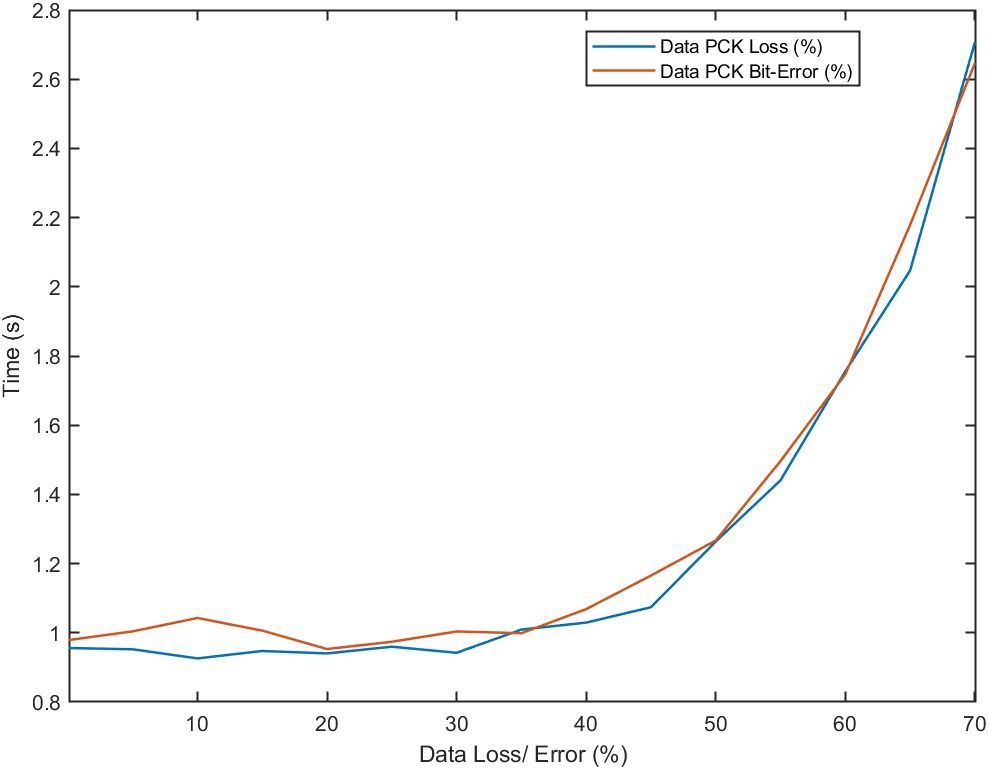 2.8
2.6
2.4
2.2
2
1.8
1.6
1.4
1.2
1
0.8
Time (s)
Data PCK Loss (%)
Data PCK Bit-Error (%)
10 20 30 40 50 60 70
Data Loss/ Error (%)